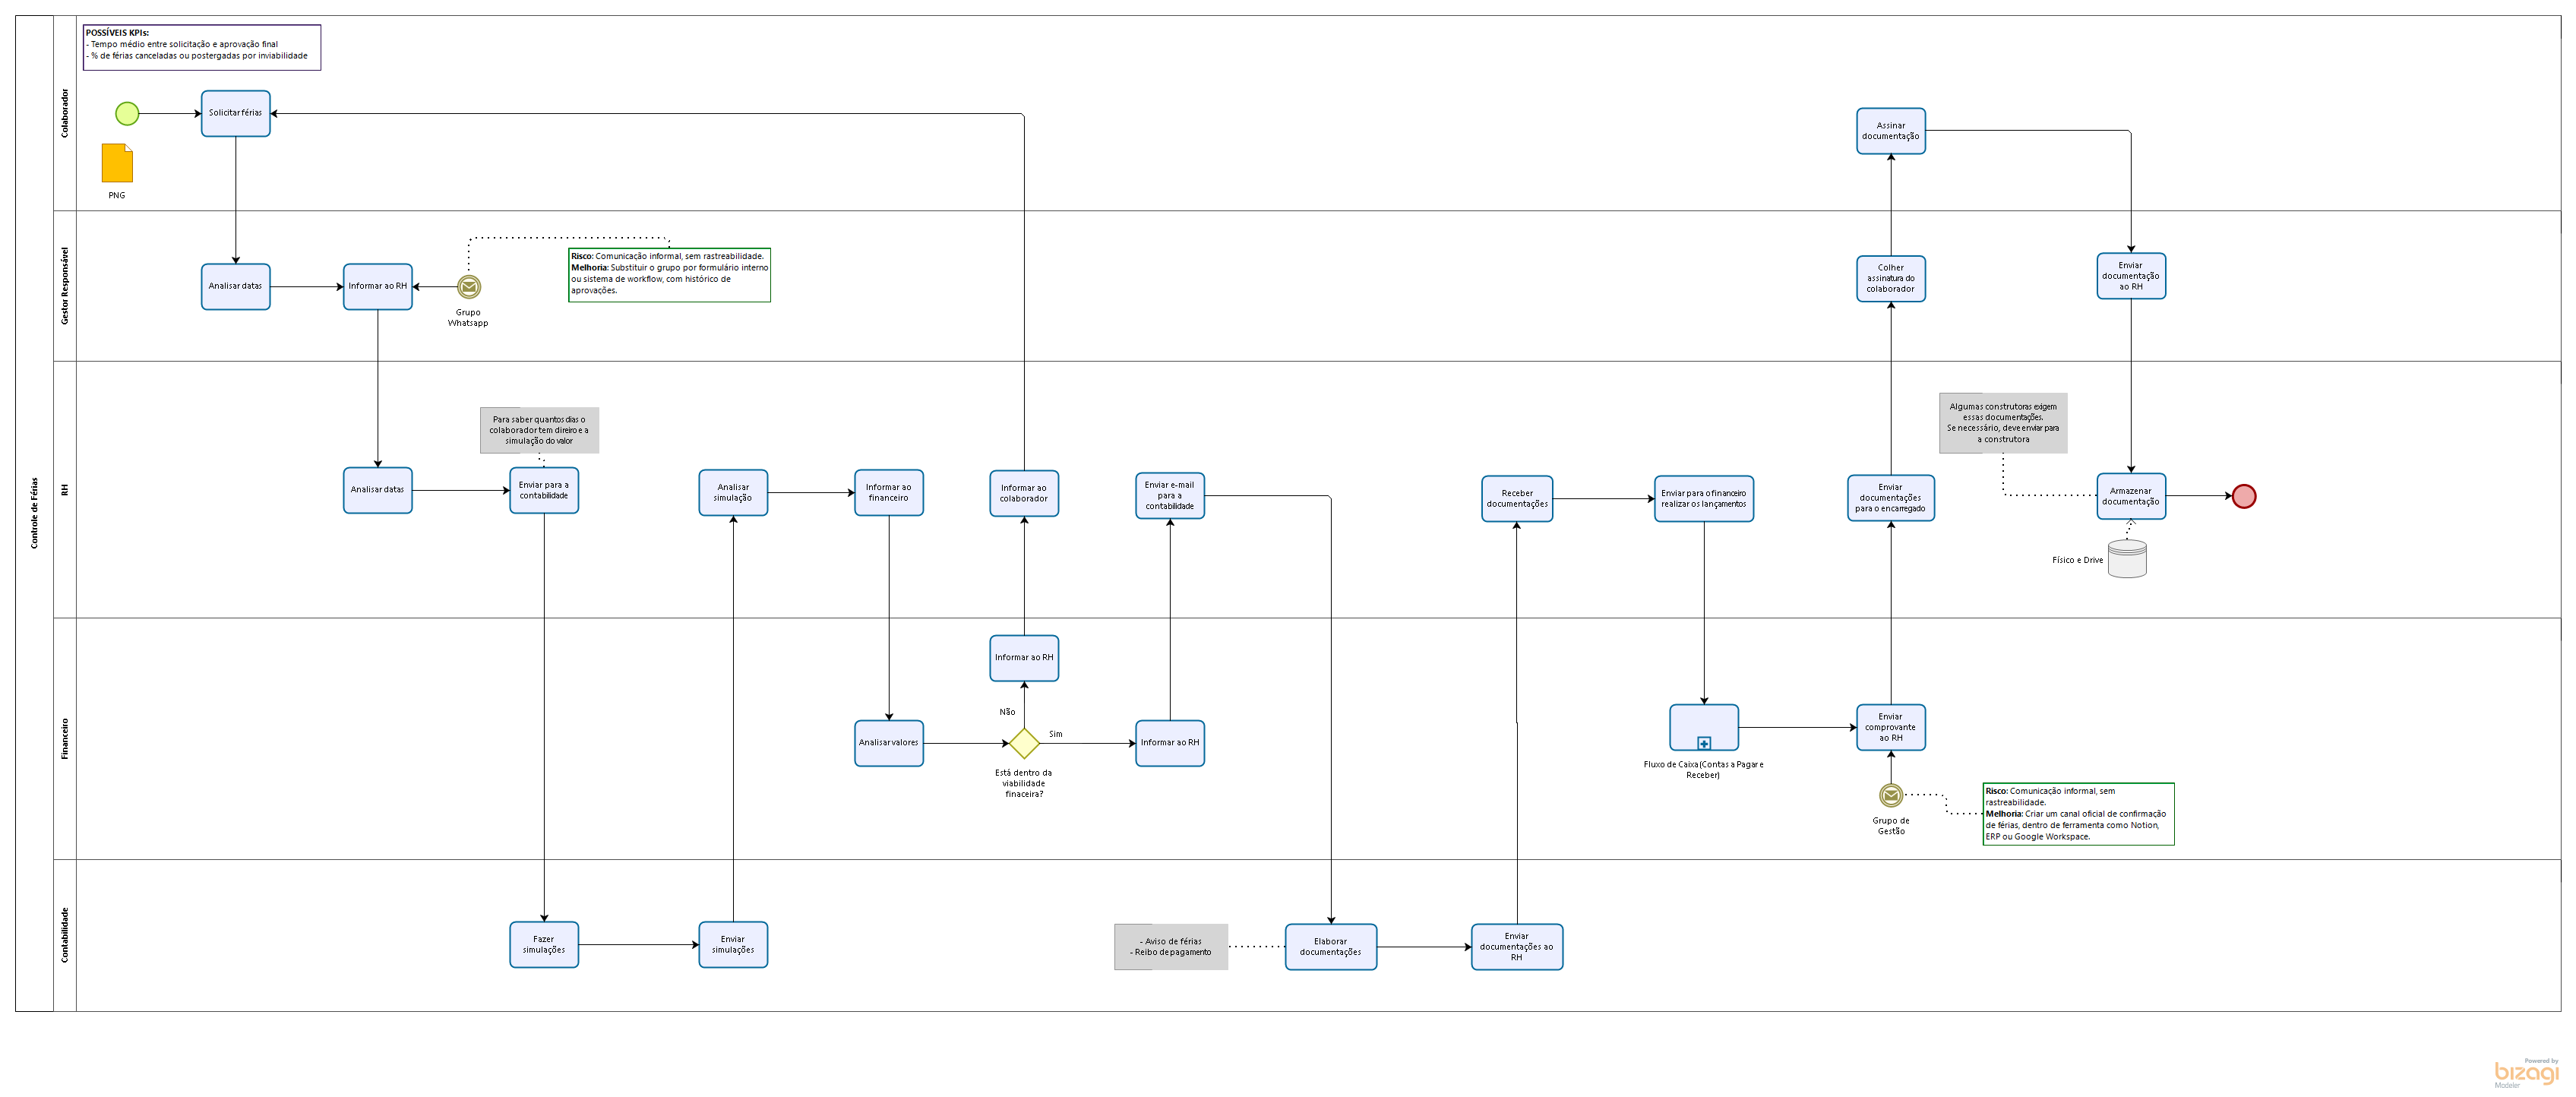 POSSÍVEIS KPIs:
- Tempo médio entre solicitação e aprovação final
- % de férias canceladas ou postergadas por inviabilidade
Controle de Férias
Colaborador
Solicitar férias
PNG
Assinar
documentação
Gestor Responsável
Analisar datas
Informar ao RH
Grupo
Whatsapp
Risco: Comunicação informal, sem rastreabilidade.
Melhoria: Substituir o grupo por formulário interno
ou sistema de workflow, com histórico de
aprovações.
Colher
assinatura do
colaborador
Enviar
documentação
ao RH
RH
Analisar datas
Para saber quantos dias o
colaborador tem direiro e a
simulação do valor
Enviar para a
contabilidade
Analisar
simulação
Informar ao
financeiro
Informar ao
colaborador
Enviar e-mail
para a
contabilidade
Receber
documentações
Enviar para o financeiro
realizar os lançamentos
Enviar
documentações
para o encarregado
Algumas construtoras exigem
essas documentações.
Se necessário, deve enviar para
a construtora
Armazenar
documentação
Físico e Drive
Financeiro
Analisar valores
Informar ao RH
Não
Sim
Está dentro da
viabilidade
finaceira?
Informar ao RH
Fluxo de Caixa(Contas a Pagar e
Receber)
Enviar
comprovante
ao RH
Grupo de
Gestão
Risco: Comunicação informal, sem
rastreabilidade.
Melhoria: Criar um canal oficial de confirmação
de férias, dentro de ferramenta como Notion,
ERP ou Google Workspace.
Contabilidade
Fazer
simulações
Enviar
simulações
- Aviso de férias
- Reibo de pagamento
Elaborar
documentações
Enviar
documentações ao
RH
Powered by
bizagi
Modeler